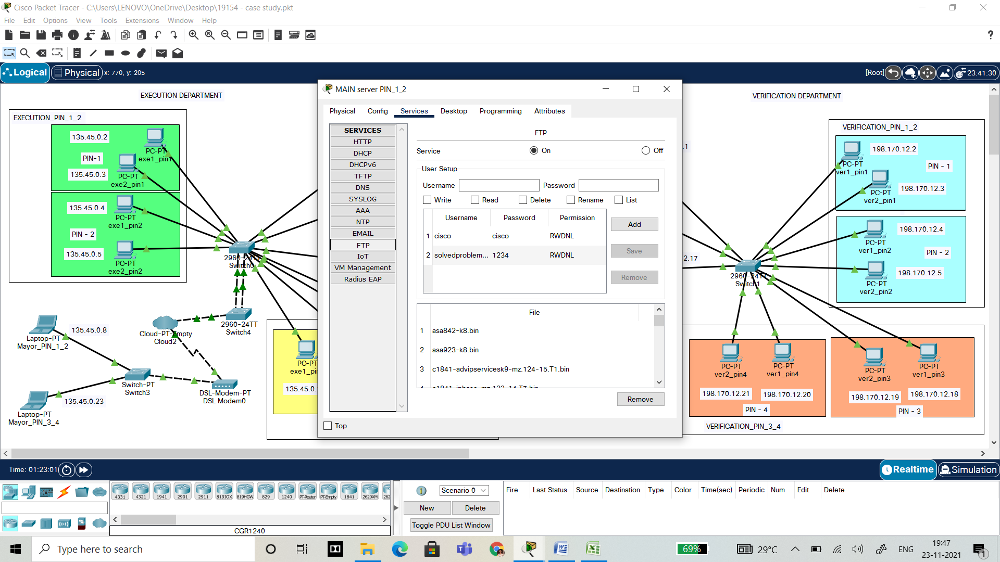 Cisco Packet Tracer - C:\Users\LENOVO\OneDrive\Desktop\19154 - case study.pkt
File Edit Options View Tools Extensions Window Help
Logical Physical x: 770, y: 205
[Root] 23:41:30
EXECUTION DEPARTMENT
EXECUTION_PIN_1_2
135.45.0.2
PC-PT
exe1_pin1
PIN-1
135.45.0.3
PC-PT
exe2_pin1
135.45.0.4
PC-PT
exe1_pin2
PIN - 2
135.45.0.5
PC-PT
exe2_pin2
2960-24TT
Switch0
2960-24TT
Switch4
Cloud-PT-Empty
Cloud2
135.45.0.8
Laptop-PT
Mayor_PIN_1_2
Switch-PT
Switch3
DSL-Modem-PT
DSL Modem0
135.45.0.23
Laptop-PT
Mayor_PIN_3_4
PC-PT
exe1_pi
135.45.0.
MAIN server PIN_1_2
Physical Config Services Desktop Programming Attributes
SERVICES
HTTP
DHCP
DHCPv6
TFTP
DNS
SYSLOG
AAA
NTP
EMAIL
FTP
IoT
VM Management
Radius EAP
FTP
Service On Off
User Setup
Username Password
Write Read Delete Rename List
Username Password Permission
1 cisco cisco RWDNL
2 solvedproblem... 1234 RWDNL
Add
Save
Remove
File
1 asa842-k8.bin
2 asa923-k8.bin
3 c1841-advipservicesk9-mz.124-15.T1.bin
Remove
Top
VERIFICATION DEPARTMENT
.1
2.17
VERIFICATION_PIN_1_2
198.170.12.2
PC-PT
ver1_pin1
PIN - 1
198.170.12.3
PC-PT
ver2_pin1
198.170.12.4
PC-PT
ver1_pin2
PIN - 2
198.170.12.5
PC-PT
ver2_pin2
2960-24TT
Switch1
PC-PT
ver2_pin4
PC-PT
ver1_pin4
198.170.12.21
198.170.12.20
PIN - 4
PC-PT
ver2_pin3
PC-PT
ver1_pin3
198.170.12.19
198.170.12.18
PIN - 3
VERIFICATION_PIN_3_4
Time: 01:23:01
Realtime Simulation
4331 4321 1941 2901 2911 819IOX 819HGW 829 1240 PT-Router PT-Empty 1841 2620XM 262
CGR1240
Scenario 0
New Delete
Toggle PDU List Window
Fire Last Status Source Destination Type Color Time(sec) Periodic Num Edit Delete
Type here to search
69%
29°C
ENG
19:47
23-11-2021
1